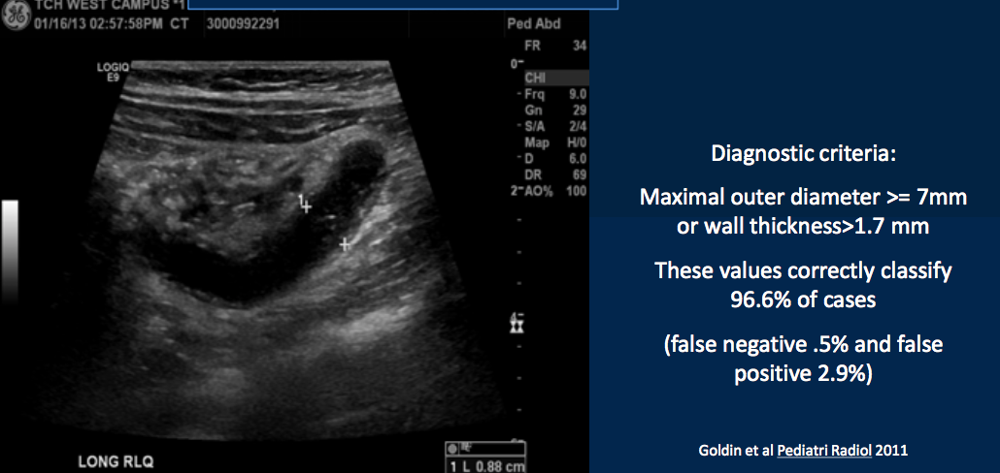 TCH WEST CAMPUS *1
01/16/13 02:57:58PM CT 3000992291
Ped Abd
LOGIQ
E9
FR 34
0-
CHI
Frq 9.0
Gn 29
S/A 2/4
Map H/0
D 6.0
DR 69
2- AO% 100
1
4-
LONG RLQ
1 L 0.88 cm
Diagnostic criteria:
Maximal outer diameter >= 7mm
or wall thickness>1.7 mm
These values correctly classify
96.6% of cases
(false negative .5% and false
positive 2.9%)
Goldin et al Pediatri Radiol 2011